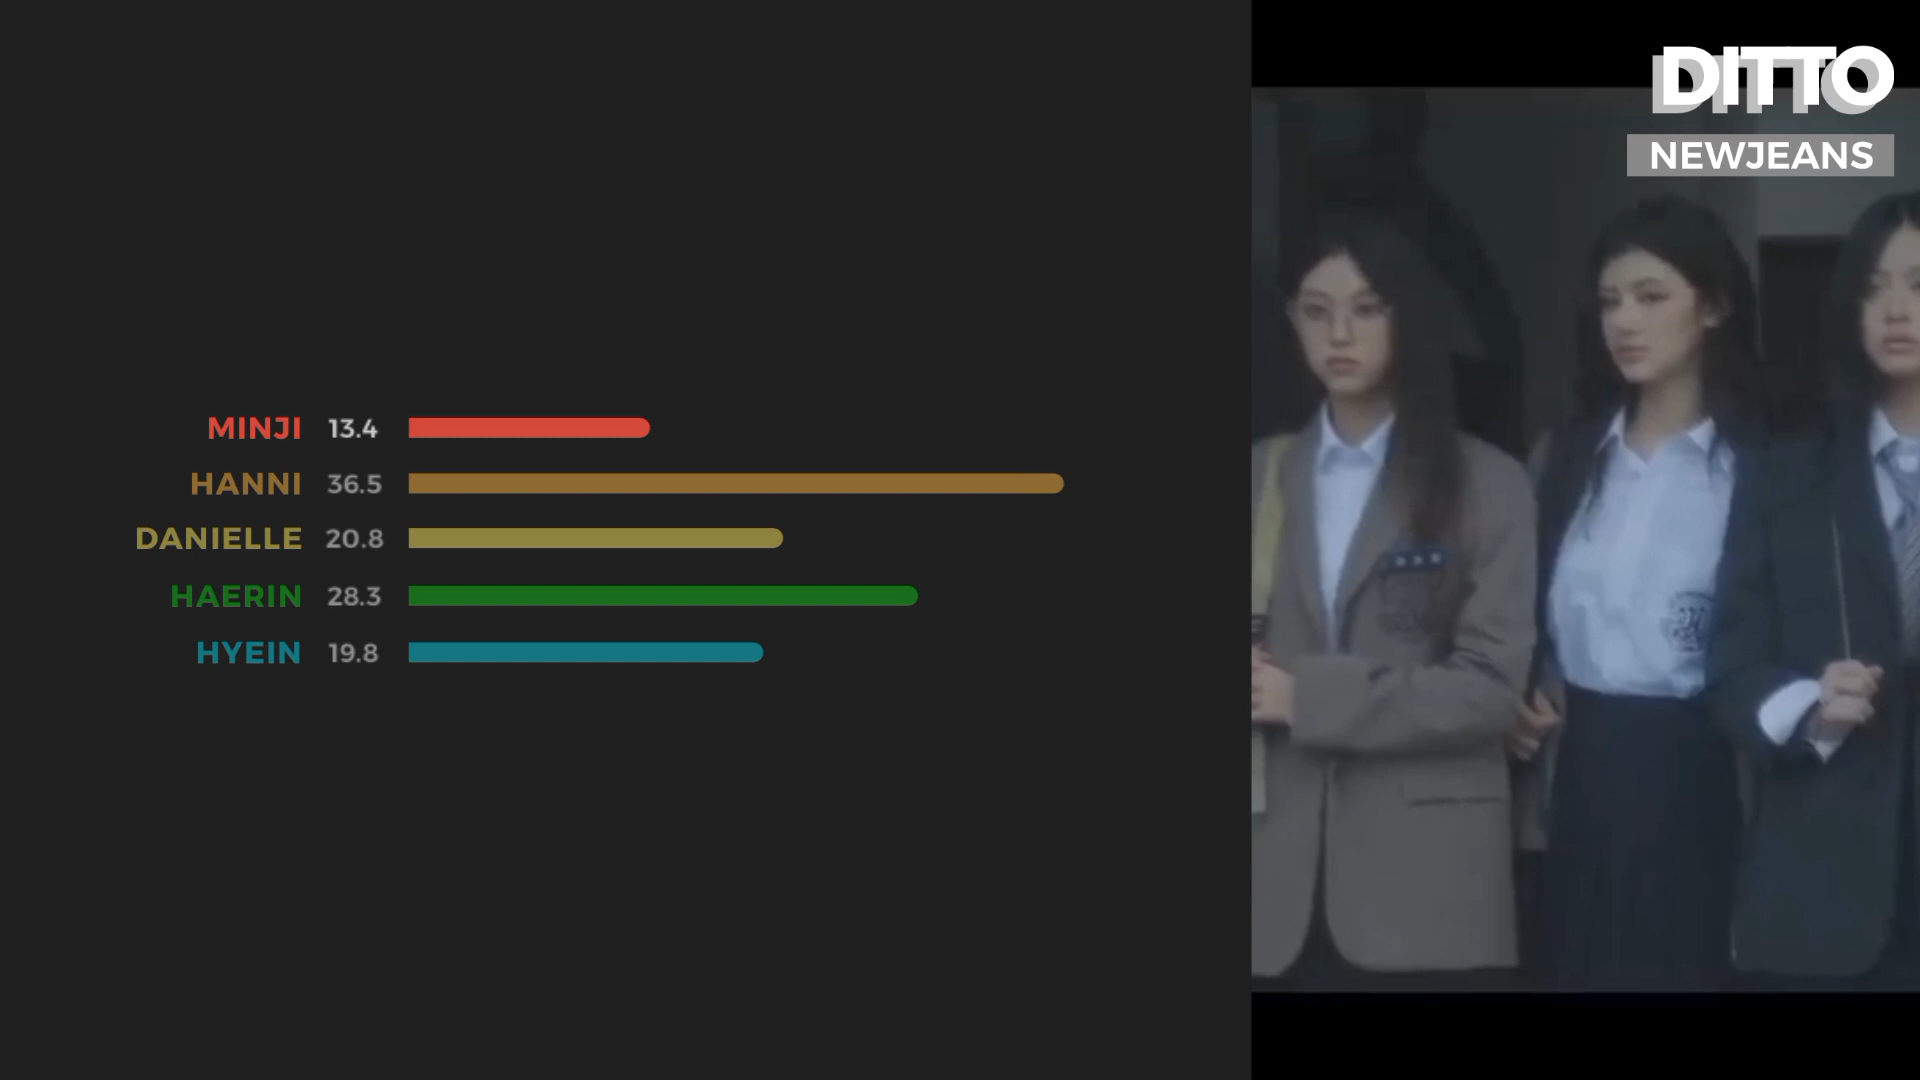 DITTO
NEWJEANS
MINJI 13.4
HANNI 36.5
DANIELLE 20.8
HAERIN 28.3
HYEIN 19.8